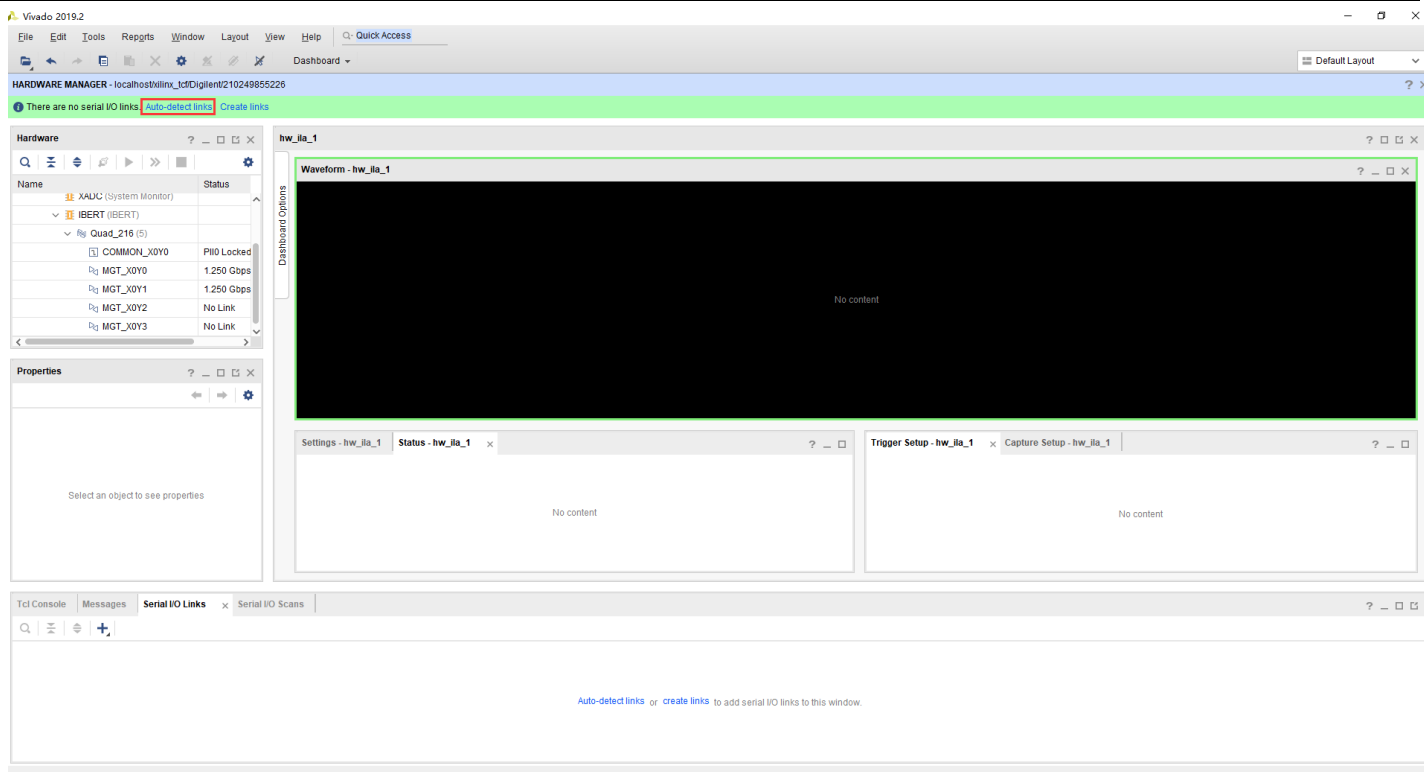 Vivado 2019.2
File Edit Tools Reports Window Layout View Help Quick Access
Dashboard Default Layout
HARDWARE MANAGER - localhost/xilinx_tcf/Digilent/210249855226 ?
There are no serial I/O links. Auto-detect links Create links
Hardware ?
Name Status
XADC (System Monitor)
IBERT (IBERT)
Quad_216 (5)
COMMON_X0Y0 Pll0 Locked
MGT_X0Y0 1.250 Gbps
MGT_X0Y1 1.250 Gbps
MGT_X0Y2 No Link
MGT_X0Y3 No Link
Properties ?
Select an object to see properties
hw_ila_1 ?
Dashboard Options
Waveform - hw_ila_1 ?
No content
Settings - hw_ila_1 Status - hw_ila_1 ?
No content
Trigger Setup - hw_ila_1 Capture Setup - hw_ila_1 ?
No content
Tcl Console Messages Serial I/O Links Serial I/O Scans ?
Auto-detect links or create links to add serial I/O links to this window.